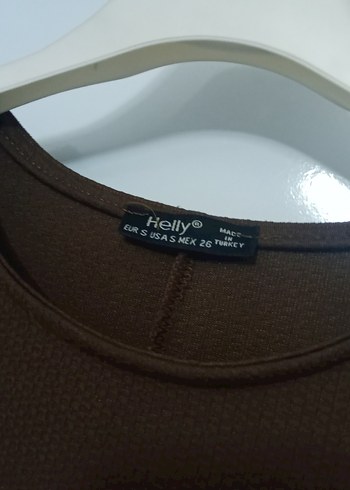 Helly®
EUR S USA S MEX 26
MADE
IN
TURKEY